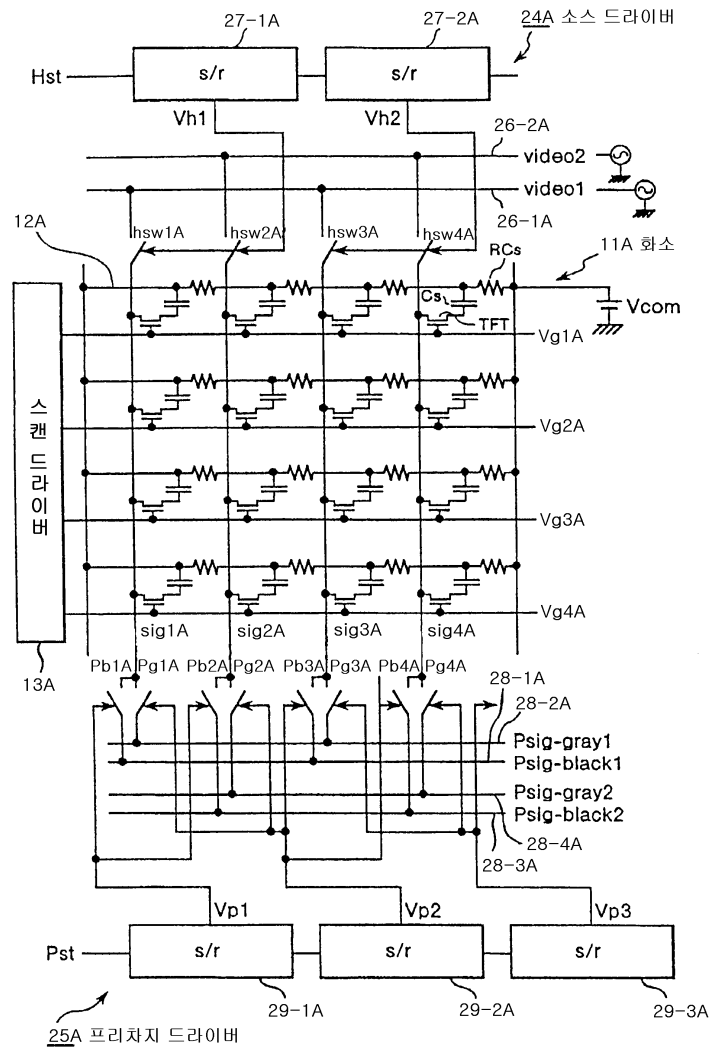 27-1A
27-2A
24A 소스 드라이버
Hst
s/r
s/r
Vh1
Vh2
26-2A
video2
video1
26-1A
12A
hsw1A
hsw2A
hsw3A
hsw4A
RCs
11A 화소
Cs
TFT
Vcom
Vg1A
스캔 드라이버
Vg2A
Vg3A
Vg4A
sig1A
sig2A
sig3A
sig4A
13A
Pb1A
Pg1A
Pb2A
Pg2A
Pb3A
Pg3A
Pb4A
Pg4A
28-1A
28-2A
Psig-gray1
Psig-black1
Psig-gray2
Psig-black2
28-4A
28-3A
Vp1
Vp2
Vp3
Pst
s/r
s/r
s/r
29-1A
29-2A
29-3A
25A 프리차지 드라이버